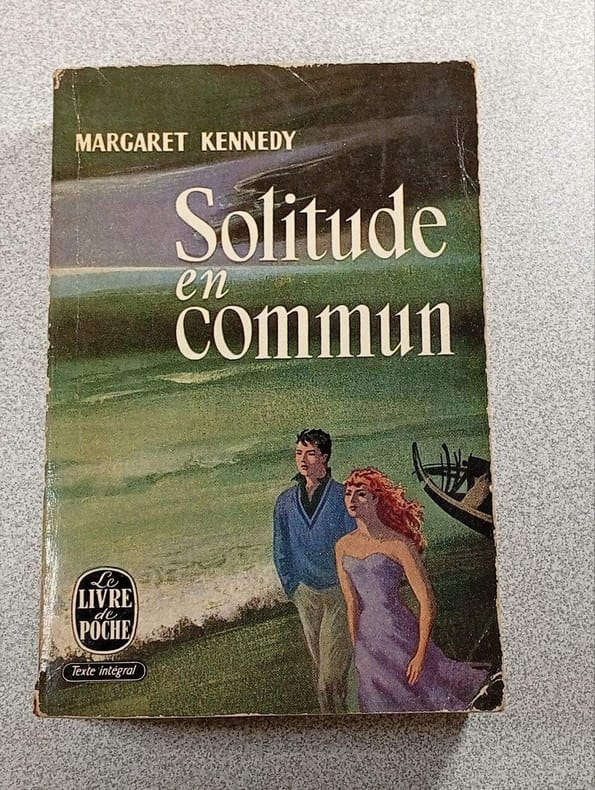 MARGARET KENNEDY
Solitude
en
commun
Le
LIVRE
de
POCHE
Texte intégral